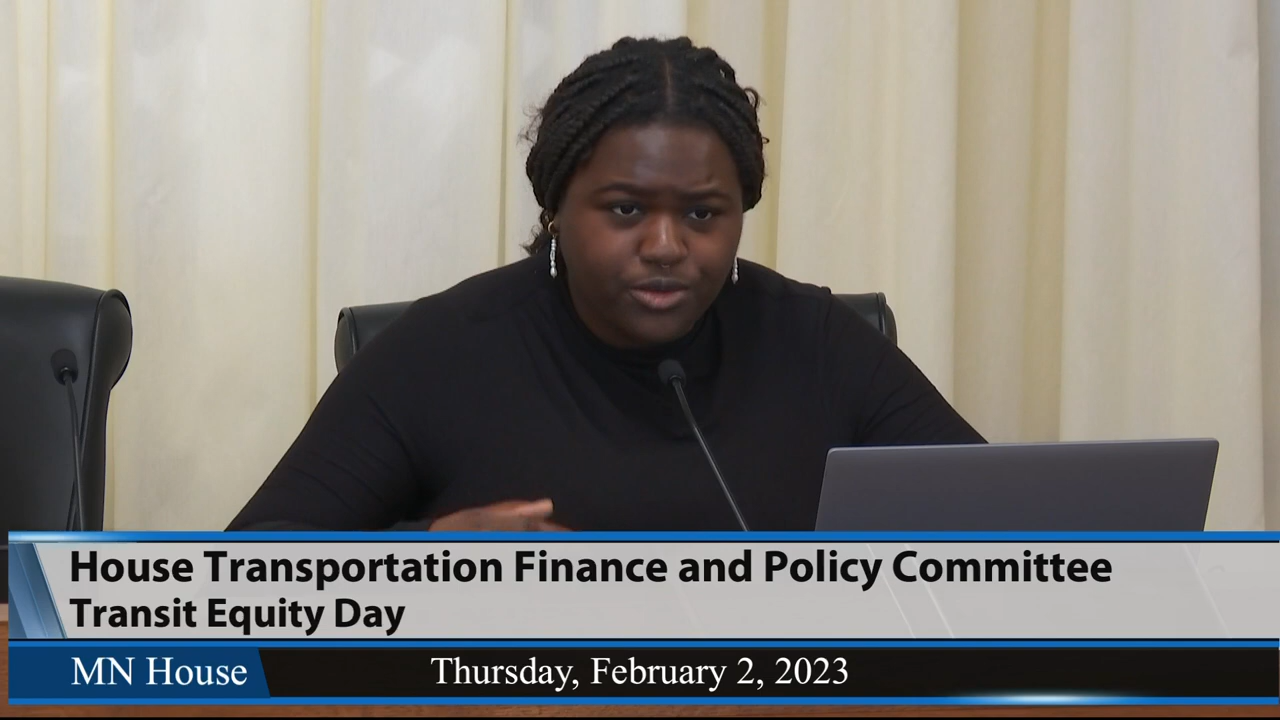 House Transportation Finance and Policy Committee
Transit Equity Day
MN House
Thursday, February 2, 2023